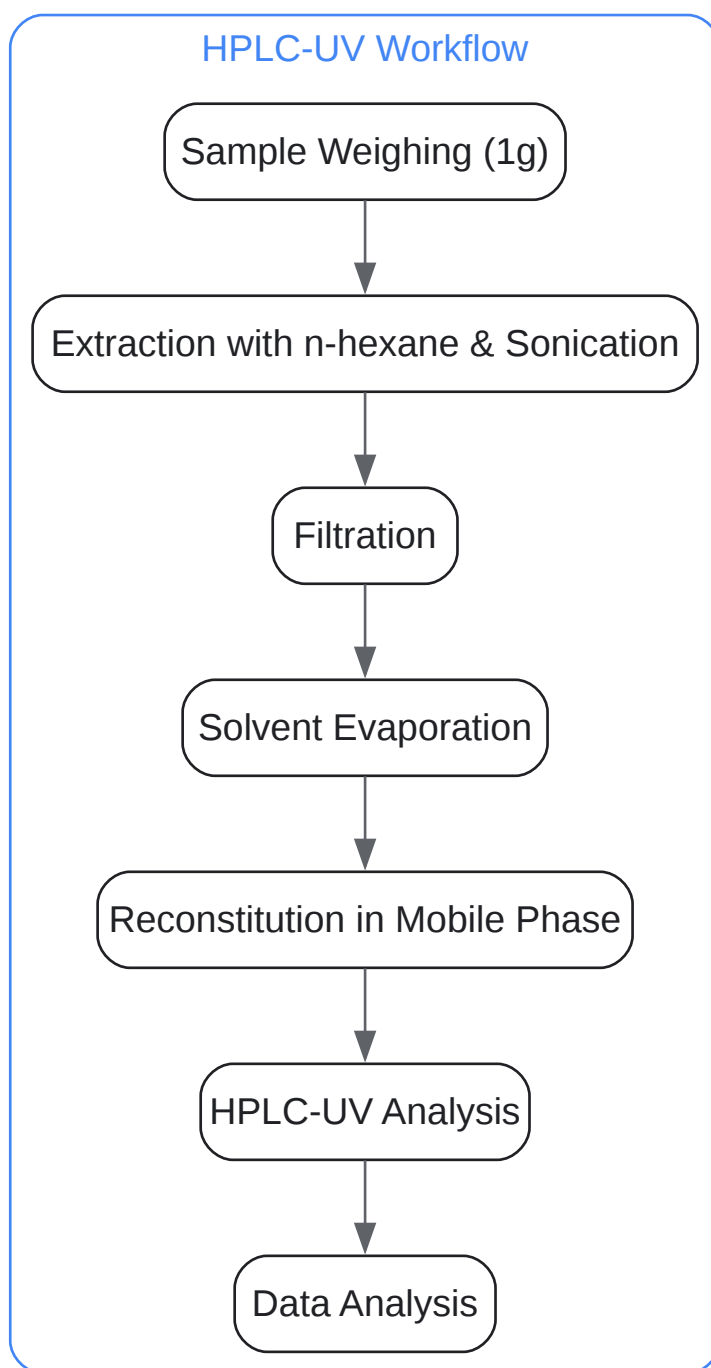 HPLC-UV Workflow
Sample Weighing (1g)
Extraction with n-hexane & Sonication
Filtration
Solvent Evaporation
Reconstitution in Mobile Phase
HPLC-UV Analysis
Data Analysis